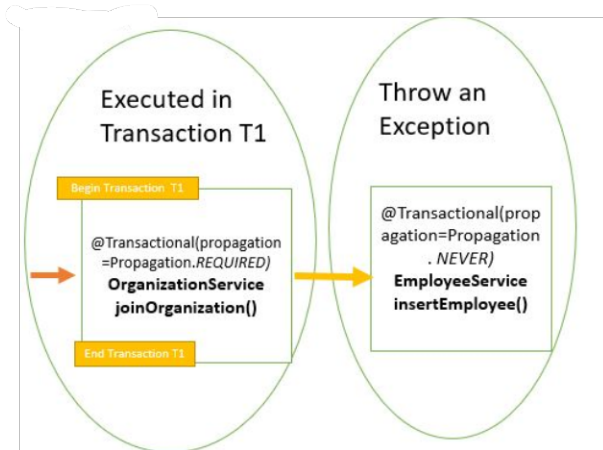 Executed in
Transaction T1
Begin Transaction T1
@Transactional(propagation
=Propagation.REQUIRED)
OrganizationService
joinOrganization()
End Transaction T1
Throw an
Exception
@Transactional(prop
agation=Propagation
. NEVER)
EmployeeService
insertEmployee()